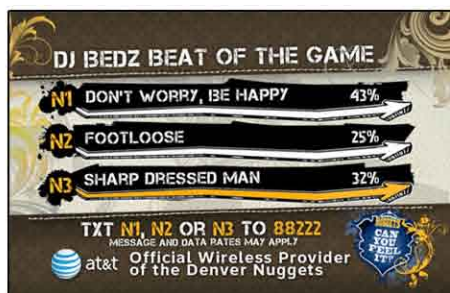 DJ BEDZ BEAT OF THE GAME
N1 DON'T WORRY, BE HAPPY 43%
N2 FOOTLOOSE 25%
N3 SHARP DRESSED MAN 32%
TXT N1, N2 OR N3 TO 88222
MESSAGE AND DATA RATES MAY APPLY
at&t Official Wireless Provider
of the Denver Nuggets
CAN
YOU
FEEL
IT?